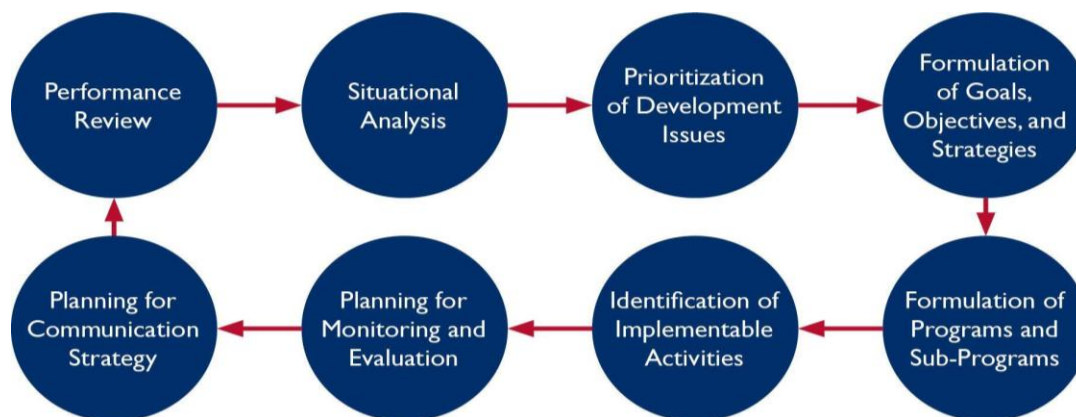 Performance
Review
Situational
Analysis
Prioritization
of Development
Issues
Formulation
of Goals,
Objectives, and
Strategies
Formulation of
Programs and
Sub-Programs
Identification of
Implementable
Activities
Planning for
Monitoring and
Evaluation
Planning for
Communication
Strategy